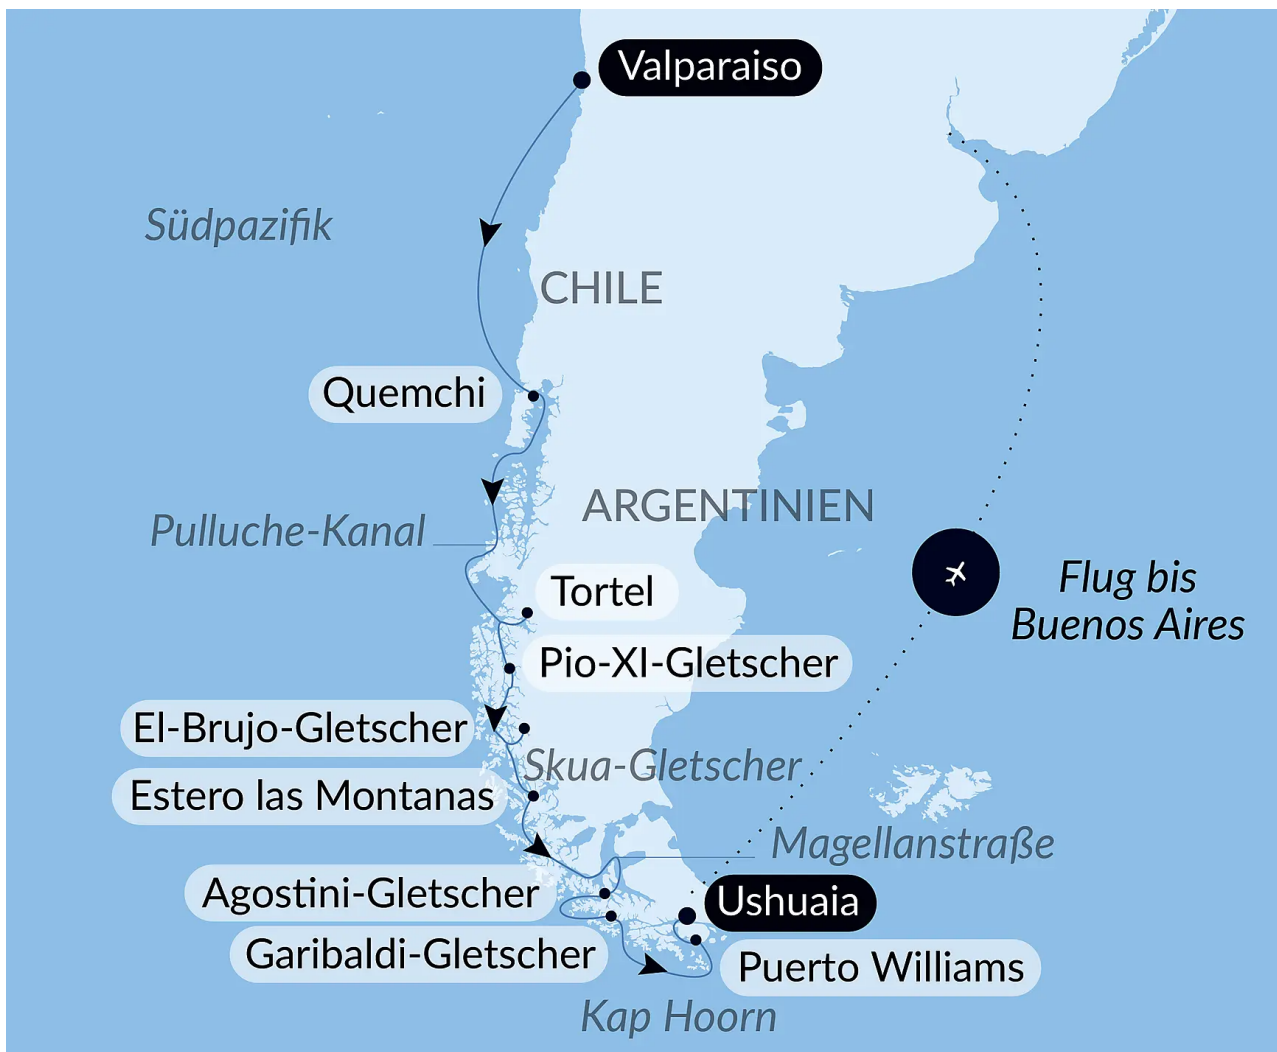 Valparaiso
Südpazifik
CHILE
Quemchi
ARGENTINIEN
Pulluche-Kanal
Tortel
Flug bis
Buenos Aires
Pio-XI-Gletscher
El-Brujo-Gletscher
Skua-Gletscher
Estero las Montanas
Magellanstraße
Agostini-Gletscher
Ushuaia
Garibaldi-Gletscher
Puerto Williams
Kap Hoorn